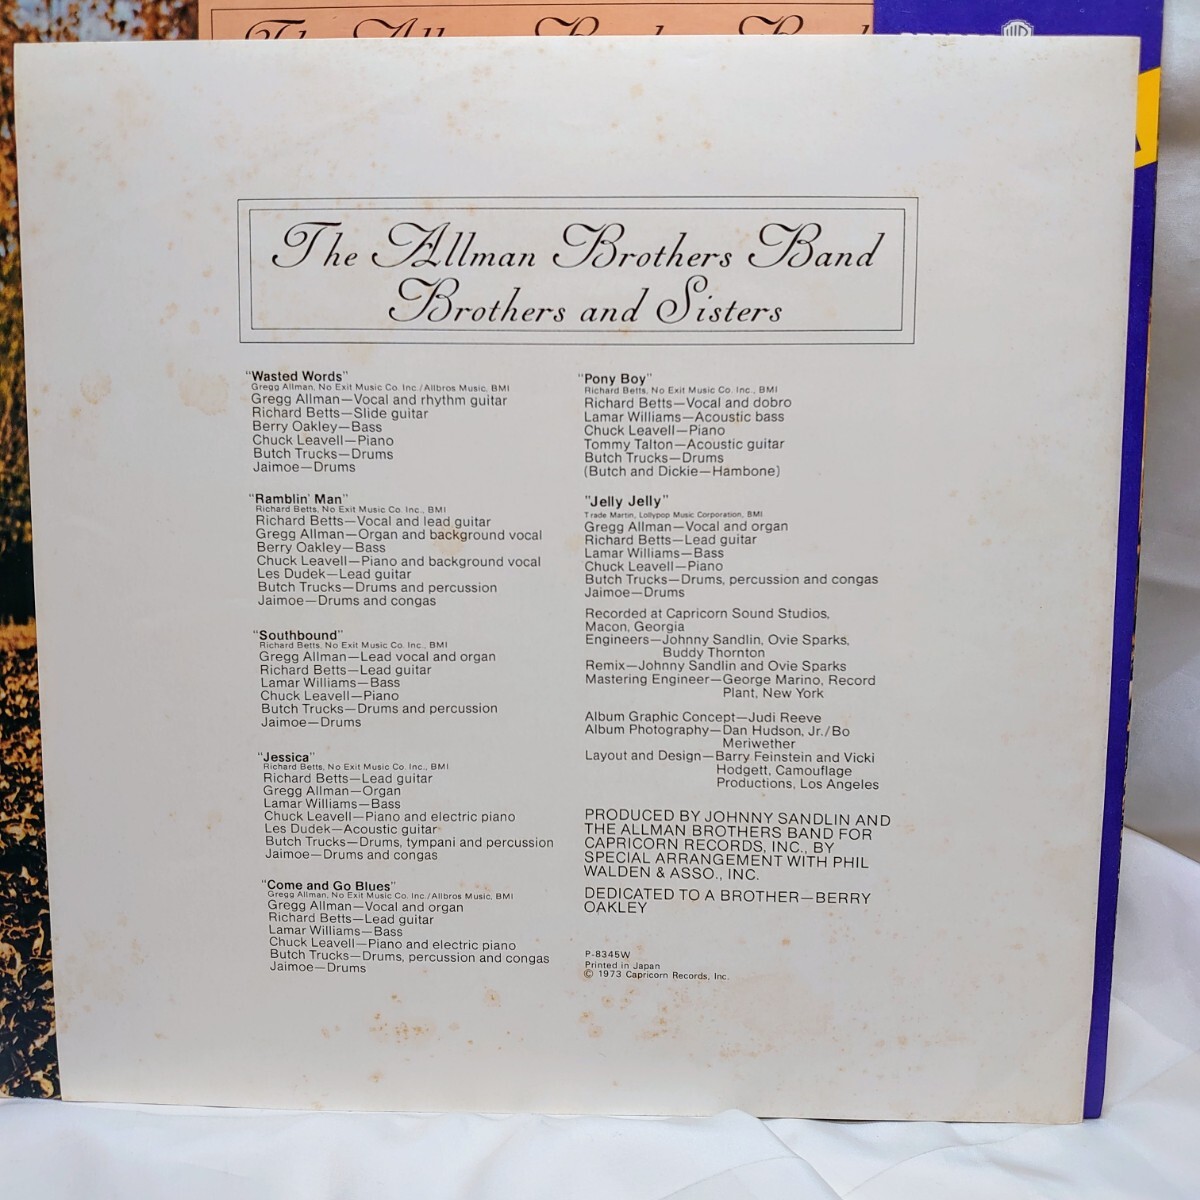 The Allman Brothers Band
Brothers and Sisters
"Wasted Words"
Gregg Allman, No Exit Music Co. Inc./Allbros Music, BMI
Gregg Allman—Vocal and rhythm guitar
Richard Betts—Slide guitar
Berry Oakley—Bass
Chuck Leavell—Piano
Butch Trucks—Drums
Jaimoe—Drums
"Ramblin' Man"
Richard Betts, No Exit Music Co. Inc., BMI
Richard Betts—Vocal and lead guitar
Gregg Allman—Organ and background vocal
Berry Oakley—Bass
Chuck Leavell—Piano and background vocal
Les Dudek—Lead guitar
Butch Trucks—Drums and percussion
Jaimoe—Drums and congas
"Southbound"
Richard Betts, No Exit Music Co. Inc., BMI
Gregg Allman—Lead vocal and organ
Richard Betts—Lead guitar
Lamar Williams—Bass
Chuck Leavell—Piano
Butch Trucks—Drums and percussion
Jaimoe—Drums
"Jessica"
Richard Betts, No Exit Music Co. Inc., BMI
Richard Betts—Lead guitar
Gregg Allman—Organ
Lamar Williams—Bass
Chuck Leavell—Piano and electric piano
Les Dudek—Acoustic guitar
Butch Trucks—Drums, tympani and percussion
Jaimoe—Drums and congas
"Come and Go Blues"
Gregg Allman, No Exit Music Co. Inc./Allbros Music, BMI
Gregg Allman—Vocal and organ
Richard Betts—Lead guitar
Lamar Williams—Bass
Chuck Leavell—Piano and electric piano
Butch Trucks—Drums, percussion and congas
Jaimoe—Drums
"Pony Boy"
Richard Betts, No Exit Music Co. Inc., BMI
Richard Betts—Vocal and dobro
Lamar Williams—Acoustic bass
Chuck Leavell—Piano
Tommy Talton—Acoustic guitar
Butch Trucks—Drums
(Butch and Dickie—Hambone)
"Jelly Jelly"
Trade Martin, Lollypop Music Corporation, BMI
Gregg Allman—Vocal and organ
Richard Betts—Lead guitar
Lamar Williams—Bass
Chuck Leavell—Piano
Butch Trucks—Drums, percussion and congas
Jaimoe—Drums
Recorded at Capricorn Sound Studios,
Macon, Georgia
Engineers—Johnny Sandlin, Ovie Sparks,
Buddy Thornton
Remix—Johnny Sandlin and Ovie Sparks
Mastering Engineer—George Marino, Record
Plant, New York
Album Graphic Concept—Judi Reeve
Album Photography—Dan Hudson, Jr./Bo
Meriwether
Layout and Design—Barry Feinstein and Vicki
Hodgett, Camouflage
Productions, Los Angeles
PRODUCED BY JOHNNY SANDLIN AND
THE ALLMAN BROTHERS BAND FOR
CAPRICORN RECORDS, INC., BY
SPECIAL ARRANGEMENT WITH PHIL
WALDEN & ASSO., INC.
DEDICATED TO A BROTHER—BERRY
OAKLEY
P-8345W
Printed in Japan
© 1973 Capricorn Records, Inc.